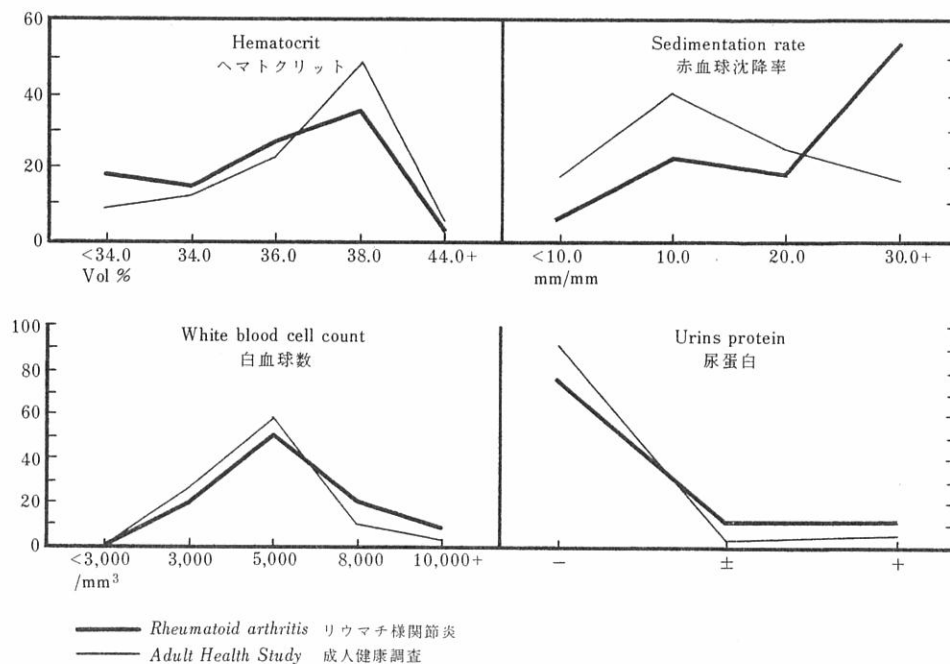 60
40
20
0
Hematocrit
ヘマトクリット
<34.0 34.0 36.0 38.0 44.0+
Vol %
Sedimentation rate
赤血球沈降率
<10.0 10.0 20.0 30.0+
mm/mm
100
80
60
40
20
0
White blood cell count
白血球数
<3,000 3,000 5,000 8,000 10,000+
/mm³
Urins protein
尿蛋白
− ± +
Rheumatoid arthritis リウマチ様関節炎
Adult Health Study 成人健康調査